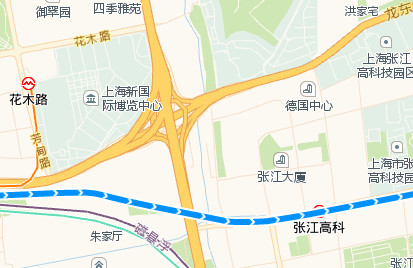 四季雅苑
洪家宅
御翠园
龙东
花木路
上海张江
高科技园区
花木路
上海新国
际博览中心
德国中心
芳甸路
上海市张
高科技园
张江大厦
张江高科
朱家厅
磁悬浮